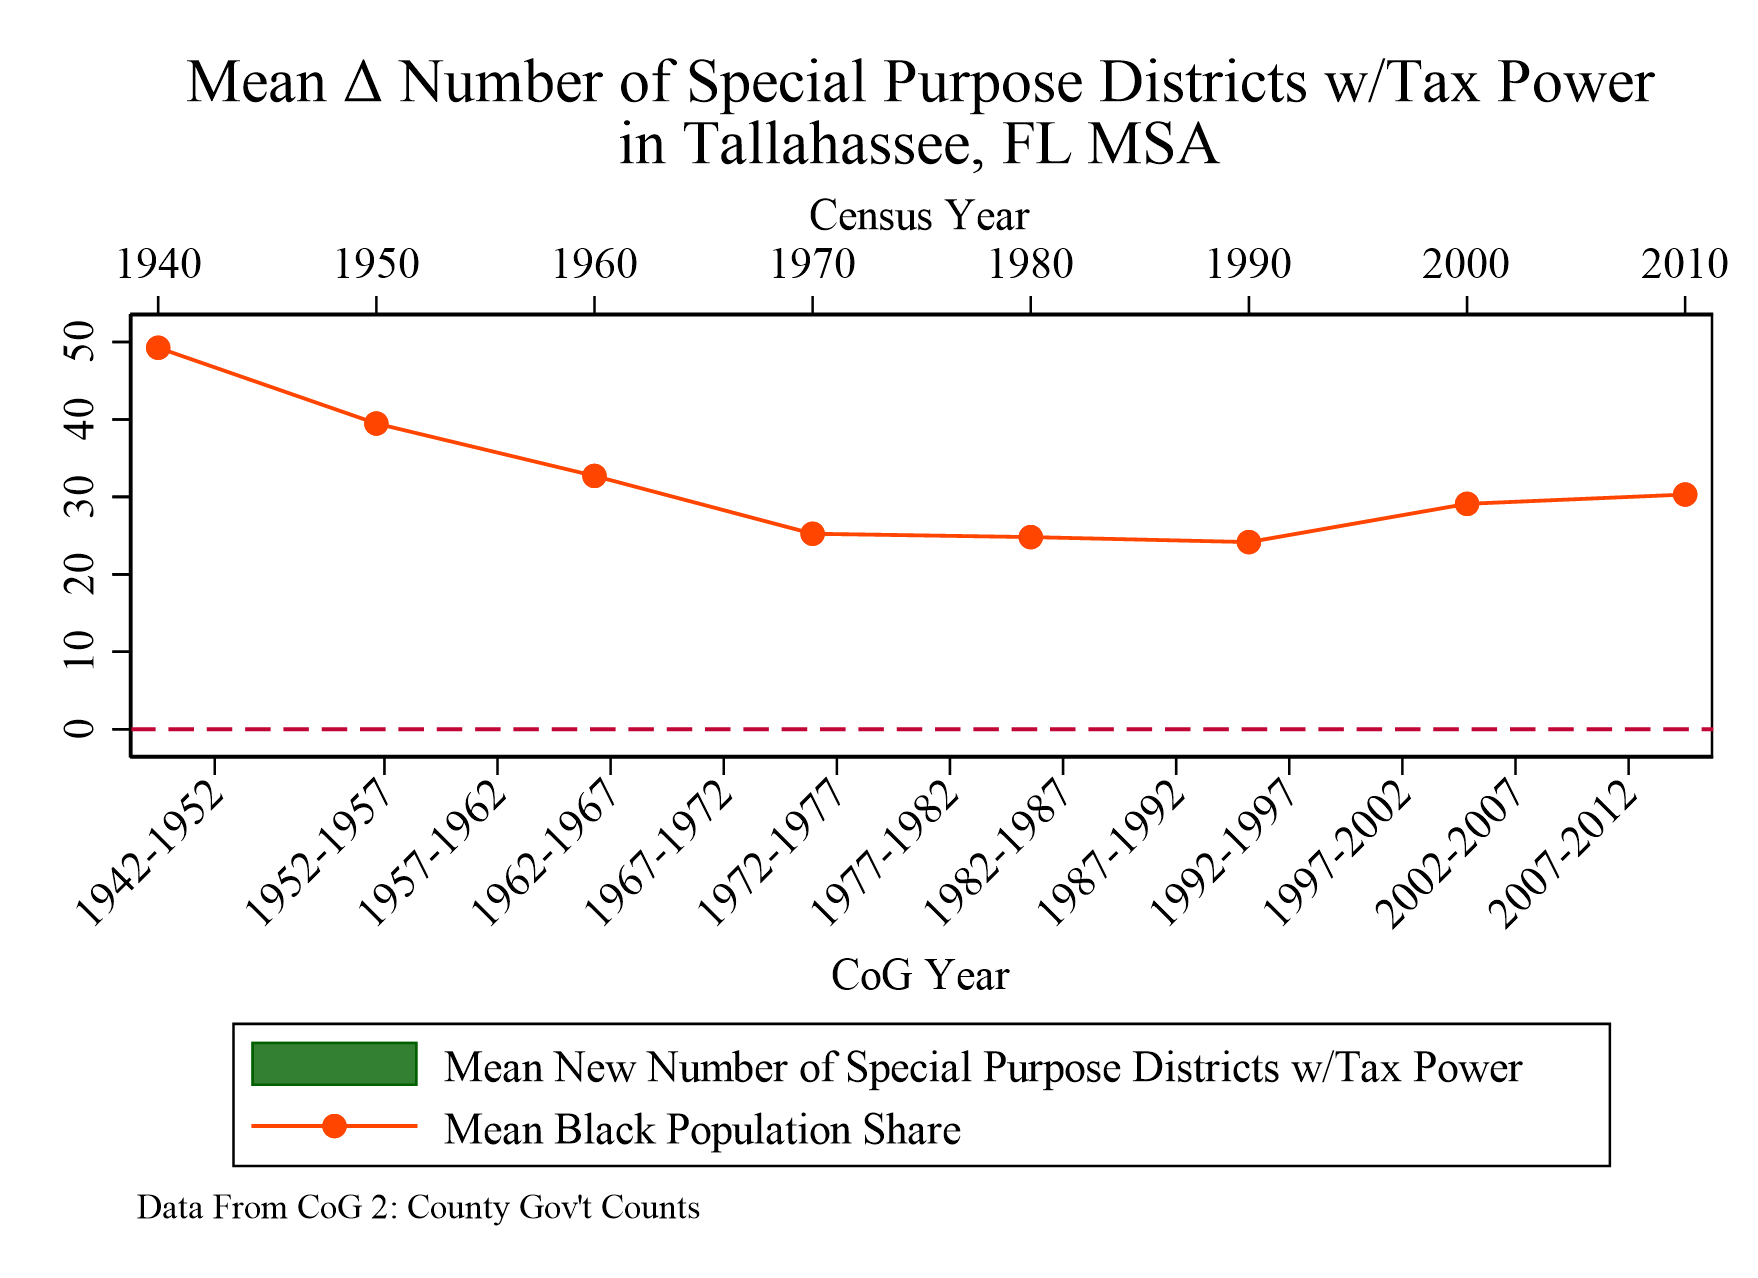 Mean Δ Number of Special Purpose Districts w/Tax Power
in Tallahassee, FL MSA
Census Year
1940 1950 1960 1970 1980 1990 2000 2010
50
40
30
20
10
0
1942-1952 1952-1957 1957-1962 1962-1967 1967-1972 1972-1977 1977-1982 1982-1987 1987-1992 1992-1997 1997-2002 2002-2007 2007-2012
CoG Year
Mean New Number of Special Purpose Districts w/Tax Power
Mean Black Population Share
Data From CoG 2: County Gov't Counts